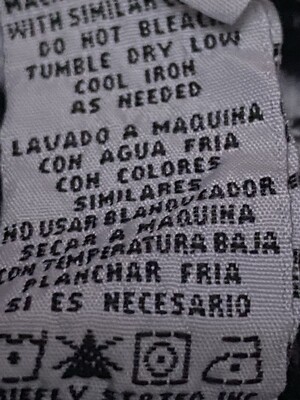 WITH SIMILAR
DO NOT BLEACH
TUMBLE DRY LOW
COOL IRON
AS NEEDED
LAVADO A MAQUINA
CON AGUA FRIA
CON COLORES
SIMILARES
NO USAR BLANQUEADOR
SECAR A MAQUINA
CON TEMPERATURA BAJA
PLANCHAR FRIA
SI ES NECESARIO